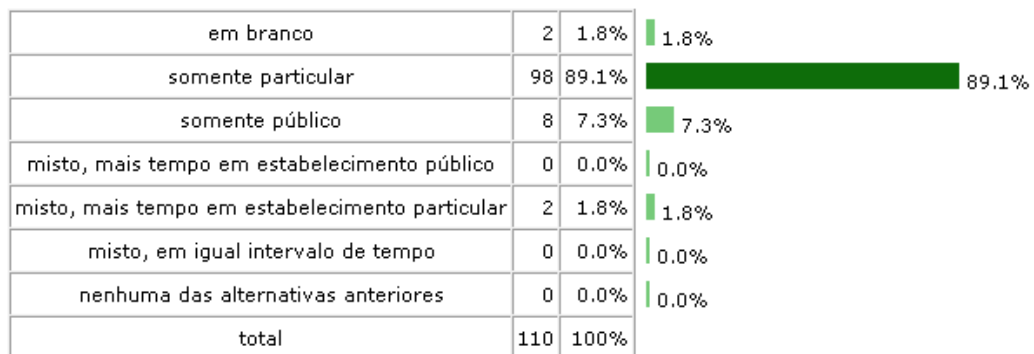 em branco 2 1.8% 1.8%
somente particular 98 89.1% 89.1%
somente público 8 7.3% 7.3%
misto, mais tempo em estabelecimento público 0 0.0% 0.0%
misto, mais tempo em estabelecimento particular 2 1.8% 1.8%
misto, em igual intervalo de tempo 0 0.0% 0.0%
nenhuma das alternativas anteriores 0 0.0% 0.0%
total 110 100%